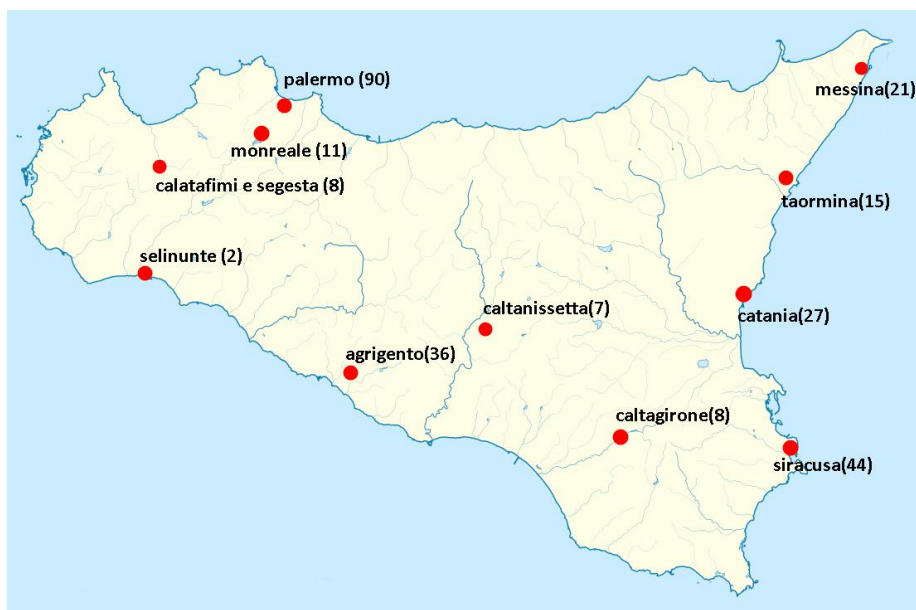 palermo (90)
messina(21)
monreale (11)
calatafimi e segesta (8)
taormina(15)
selinunte (2)
caltanissetta(7)
catania(27)
agrigento(36)
caltagirone(8)
siracusa(44)